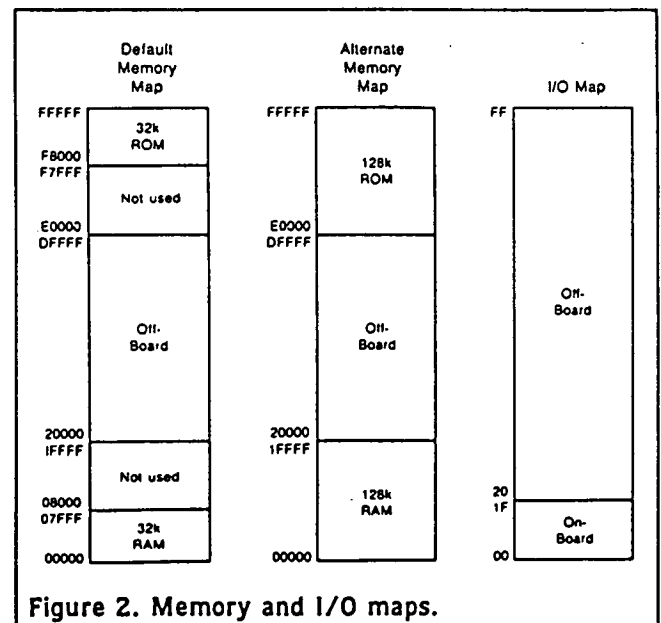 Default
Memory
Map
FFFFF
32k
ROM
F8000
F7FFF
Not used
E0000
DFFFF
Off-
Board
20000
1FFFF
Not used
08000
07FFF
32k
RAM
00000
Alternate
Memory
Map
FFFFF
128k
ROM
E0000
DFFFF
Off-
Board
20000
1FFFF
128k
RAM
00000
I/O Map
FF
Off-
Board
20
1F
On-
Board
00
Figure 2. Memory and I/O maps.